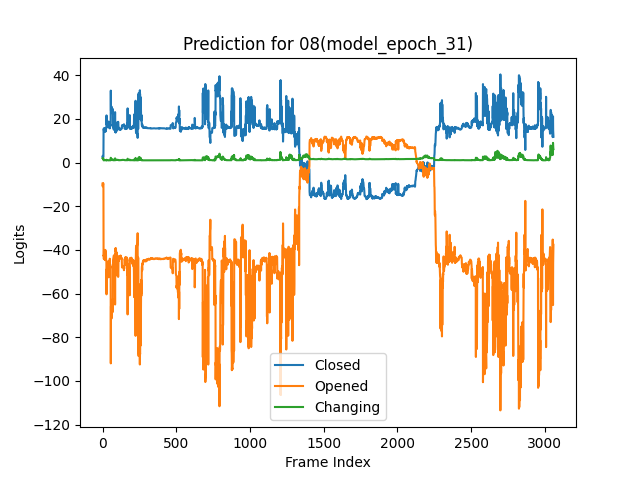 Prediction for 08(model_epoch_31)
40
20
0
−20
−40
−60
−80
−100
−120
Logits
Closed
Opened
Changing
0 500 1000 1500 2000 2500 3000
Frame Index